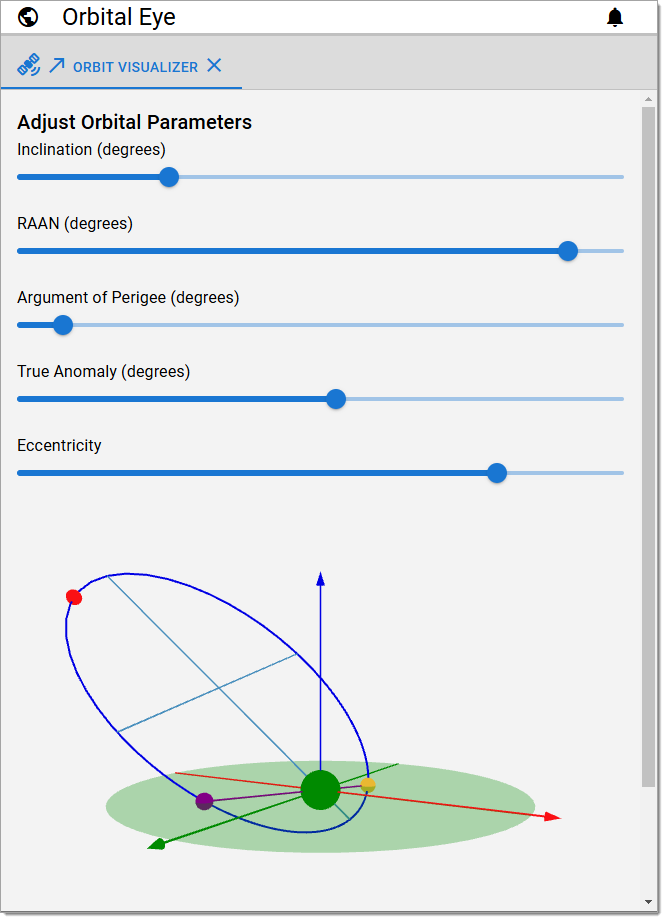 Orbital Eye
ORBIT VISUALIZER
Adjust Orbital Parameters
Inclination (degrees)
RAAN (degrees)
Argument of Perigee (degrees)
True Anomaly (degrees)
Eccentricity